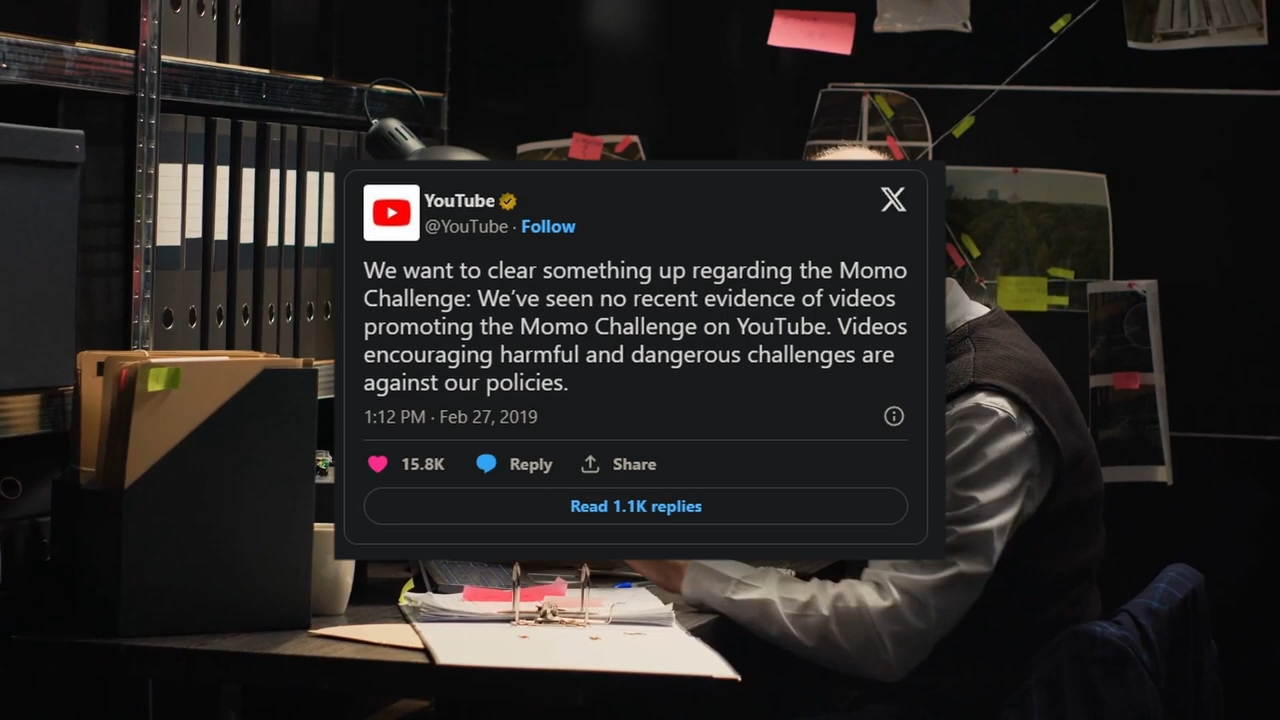 YouTube
@YouTube · Follow
We want to clear something up regarding the Momo
Challenge: We’ve seen no recent evidence of videos
promoting the Momo Challenge on YouTube. Videos
encouraging harmful and dangerous challenges are
against our policies.
1:12 PM · Feb 27, 2019
15.8K Reply Share
Read 1.1K replies